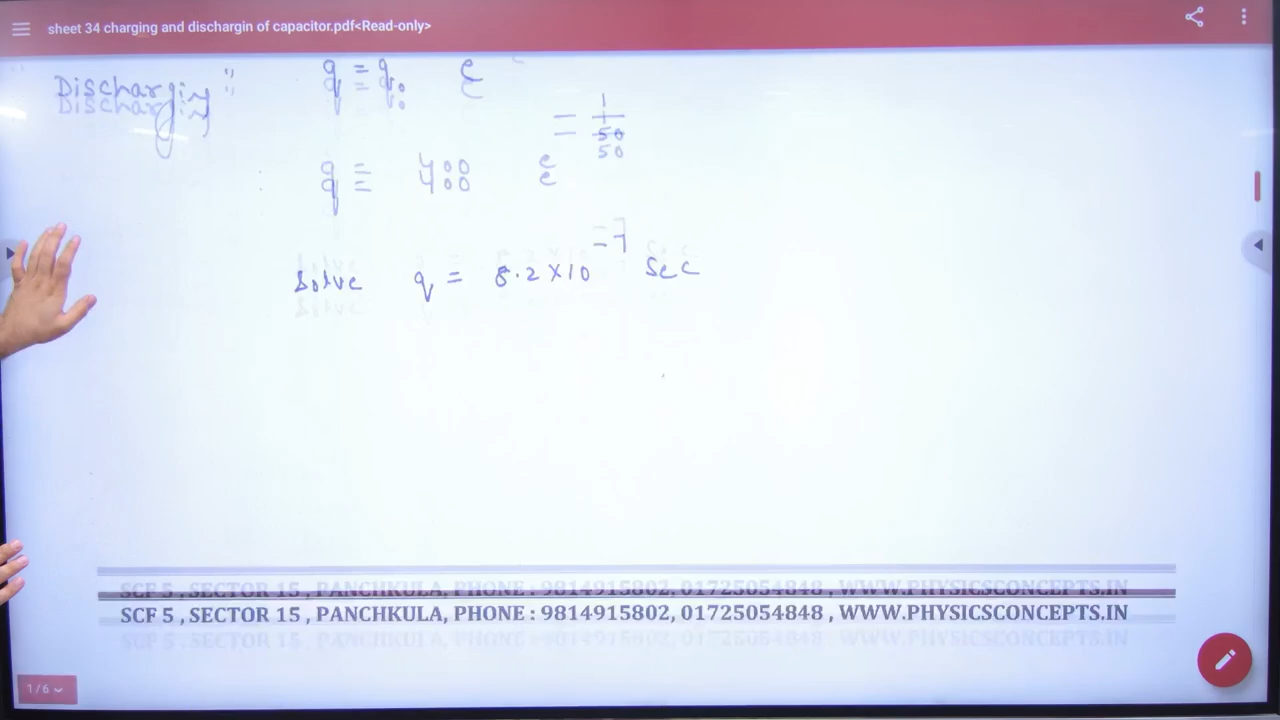 sheet 34 charging and dischargin of capacitor.pdf<Read-only>
Discharging q = q₀ e
= 1/50
q = 400 e
Solve q = 8.2 × 10⁻⁷ Sec
SCF 5 , SECTOR 15 , PANCHKULA, PHONE : 9814915802, 01725054848 , WWW.PHYSICSCONCEPTS.IN
1/6